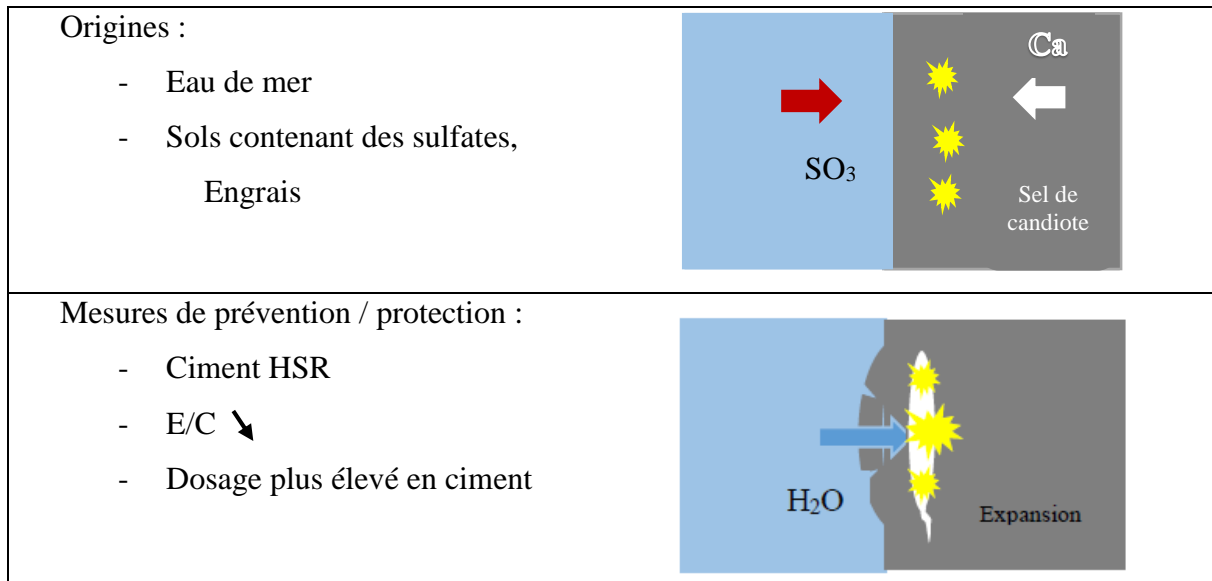 Origines :
- Eau de mer
- Sols contenant des sulfates,
Engrais
Ca
SO₃
Sel de
candiote
Mesures de prévention / protection :
- Ciment HSR
- E/C ↘
- Dosage plus élevé en ciment
H₂O
Expansion